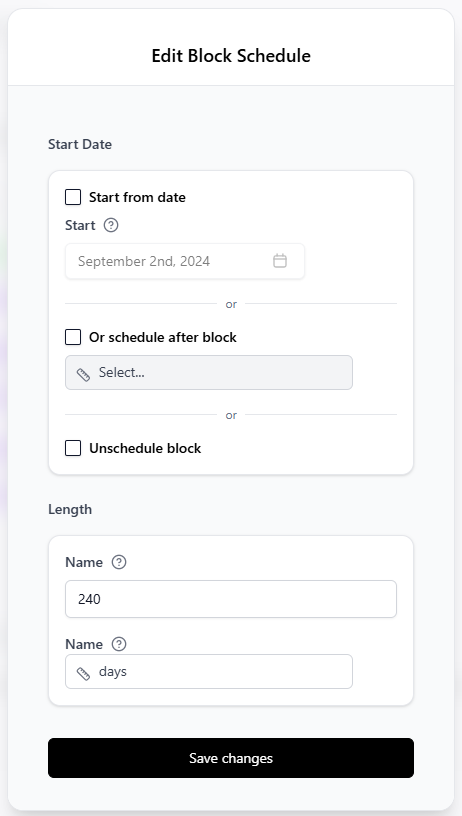 Edit Block Schedule
Start Date
Start from date
Start
September 2nd, 2024
or
Or schedule after block
Select...
or
Unschedule block
Length
Name
240
Name
days
Save changes